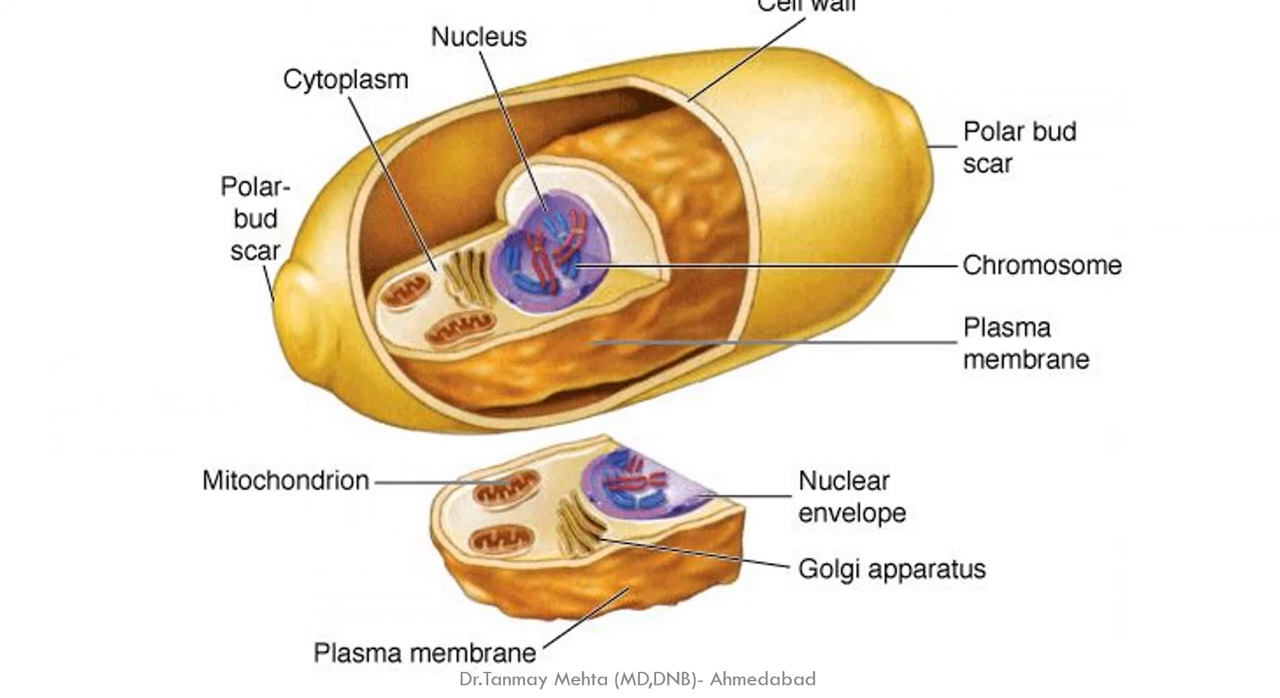 Cell wall
Nucleus
Cytoplasm
Polar bud
scar
Polar-
bud
scar
Chromosome
Plasma
membrane
Mitochondrion
Nuclear
envelope
Golgi apparatus
Plasma membrane
Dr.Tanmay Mehta (MD,DNB)- Ahmedabad